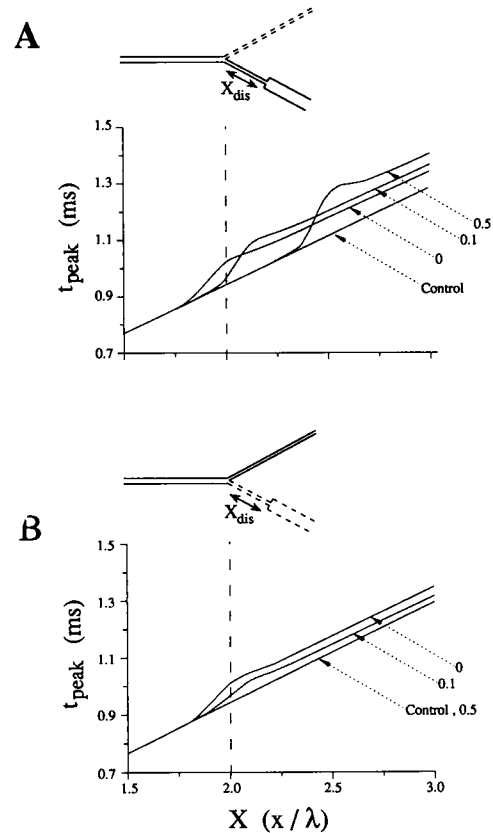 A
X_dis
1.5
1.3
1.1
0.9
0.7
t_peak (ms)
0.5
0.1
0
Control
B
X_dis
1.5
1.3
1.1
0.9
0.7
t_peak (ms)
0
0.1
Control , 0.5
1.5
2.0
2.5
3.0
X (x / λ)